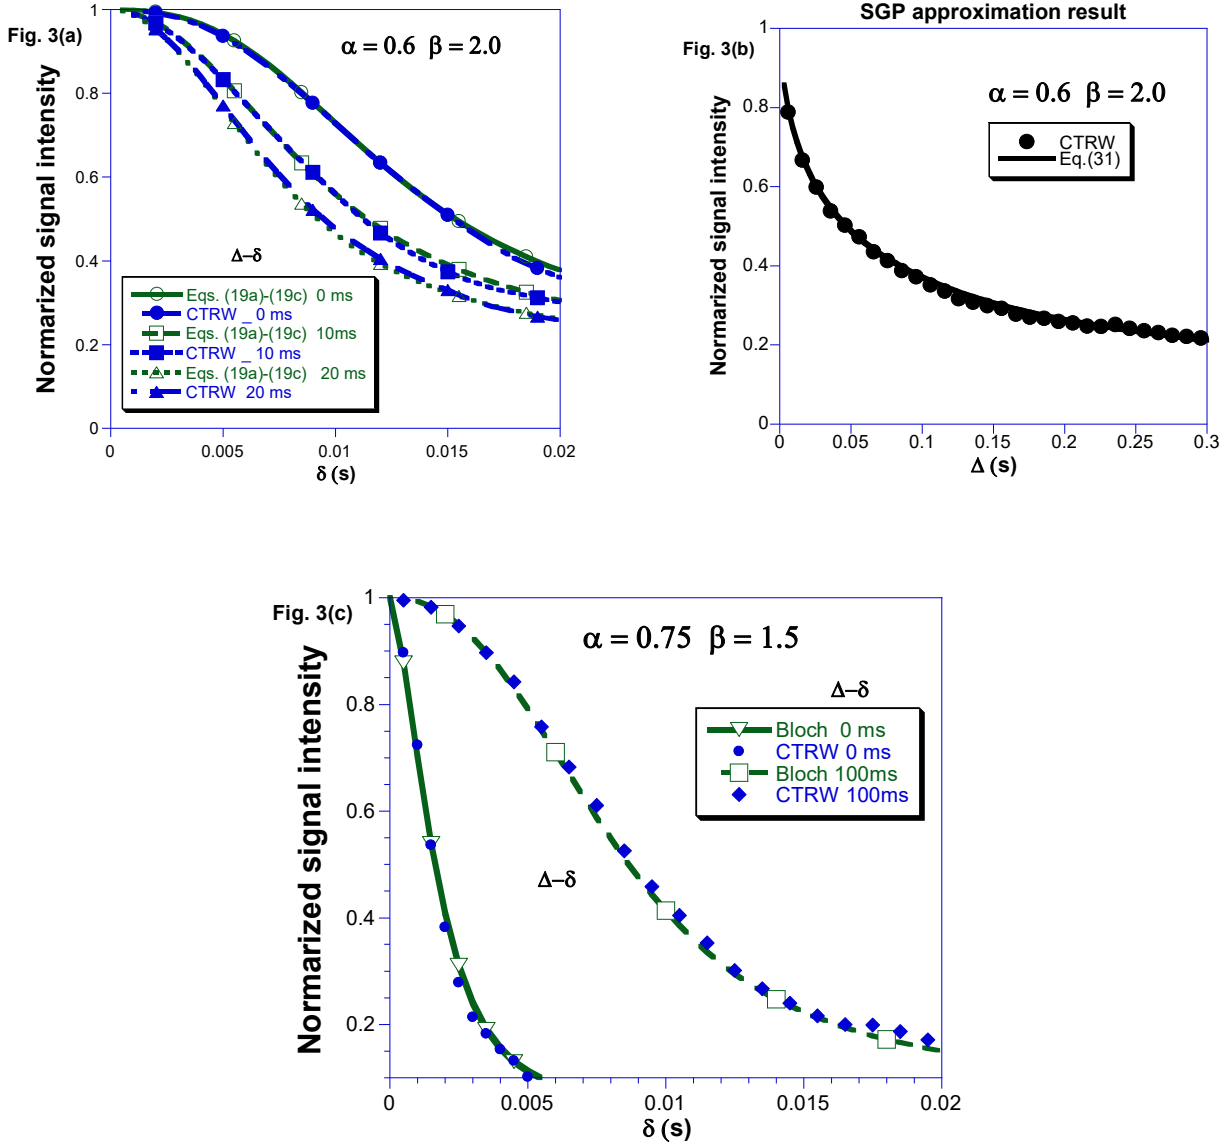 Fig. 3(a)
α = 0.6 β = 2.0
Normarized signal intensity
1
0.8
0.6
0.4
0.2
0
Δ–δ
Eqs. (19a)-(19c) 0 ms
CTRW _ 0 ms
Eqs. (19a)-(19c) 10ms
CTRW _ 10 ms
Eqs. (19a)-(19c) 20 ms
CTRW 20 ms
0 0.005 0.01 0.015 0.02
δ (s)
SGP approximation result
Fig. 3(b)
α = 0.6 β = 2.0
Normarized signal intensity
1
0.8
0.6
0.4
0.2
0
CTRW
Eq.(31)
0 0.05 0.1 0.15 0.2 0.25 0.3
Δ (s)
Fig. 3(c)
α = 0.75 β = 1.5
Normarized signal intensity
1
0.8
0.6
0.4
0.2
Δ–δ
Bloch 0 ms
CTRW 0 ms
Bloch 100ms
CTRW 100ms
Δ–δ
0 0.005 0.01 0.015 0.02
δ (s)